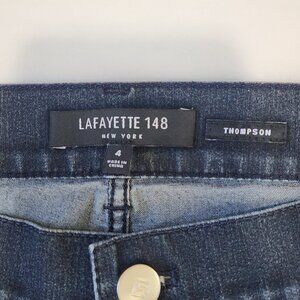 LAFAYETTE 148
NEW YORK
THOMPSON
4
MADE IN
CHINA